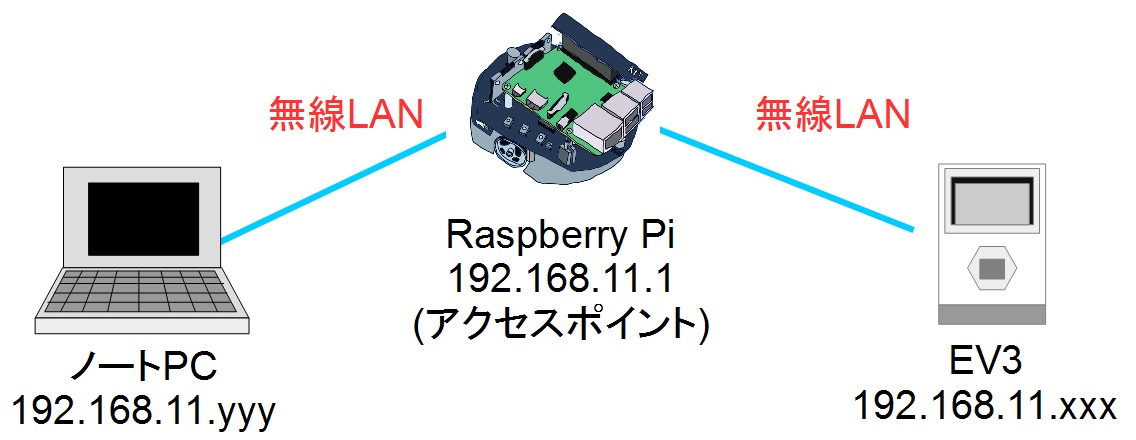 無線LAN
無線LAN
Raspberry Pi
192.168.11.1
(アクセスポイント)
ノートPC
192.168.11.yyy
EV3
192.168.11.xxx